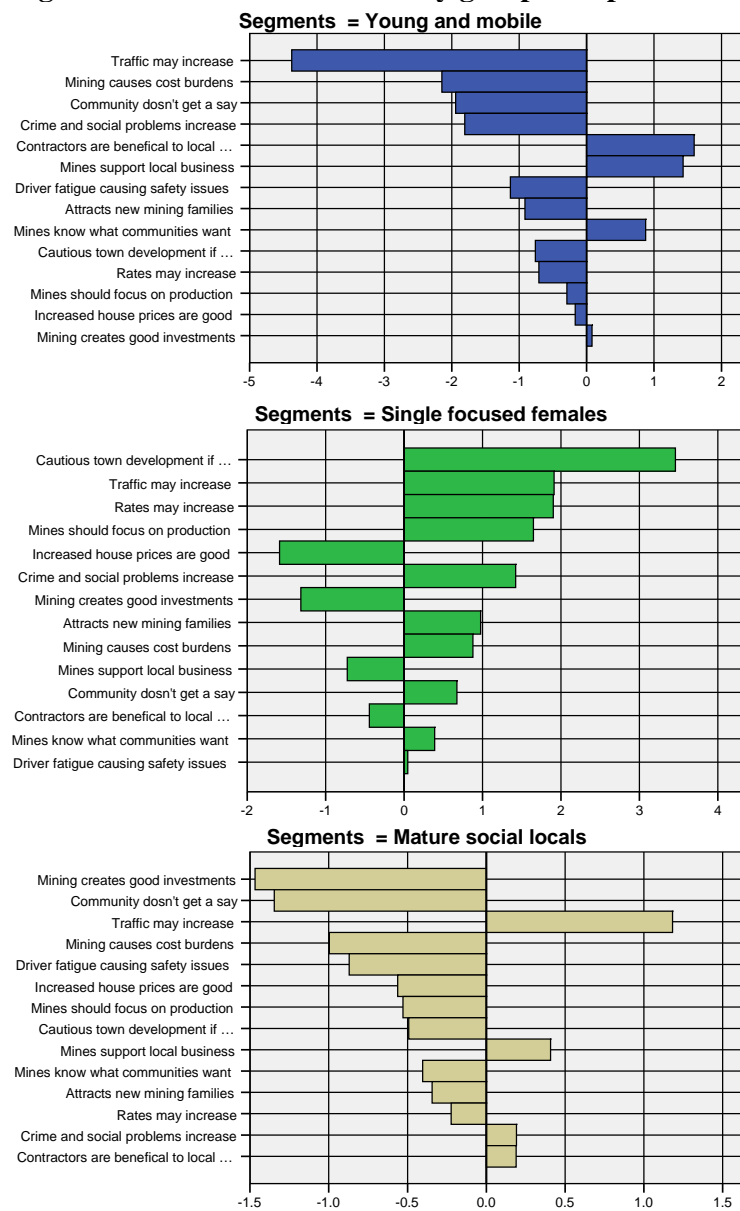 Segments = Young and mobile
Traffic may increase
Mining causes cost burdens
Community dosn't get a say
Crime and social problems increase
Contractors are benefical to local ...
Mines support local business
Driver fatigue causing safety issues
Attracts new mining families
Mines know what communities want
Cautious town development if ...
Rates may increase
Mines should focus on production
Increased house prices are good
Mining creates good investments
-5 -4 -3 -2 -1 0 1 2
Segments = Single focused females
Cautious town development if ...
Traffic may increase
Rates may increase
Mines should focus on production
Increased house prices are good
Crime and social problems increase
Mining creates good investments
Attracts new mining families
Mining causes cost burdens
Mines support local business
Community dosn't get a say
Contractors are benefical to local ...
Mines know what communities want
Driver fatigue causing safety issues
-2 -1 0 1 2 3 4
Segments = Mature social locals
Mining creates good investments
Community dosn't get a say
Traffic may increase
Mining causes cost burdens
Driver fatigue causing safety issues
Increased house prices are good
Mines should focus on production
Cautious town development if ...
Mines support local business
Mines know what communities want
Attracts new mining families
Rates may increase
Crime and social problems increase
Contractors are benefical to local ...
-1.5 -1.0 -0.5 0.0 0.5 1.0 1.5